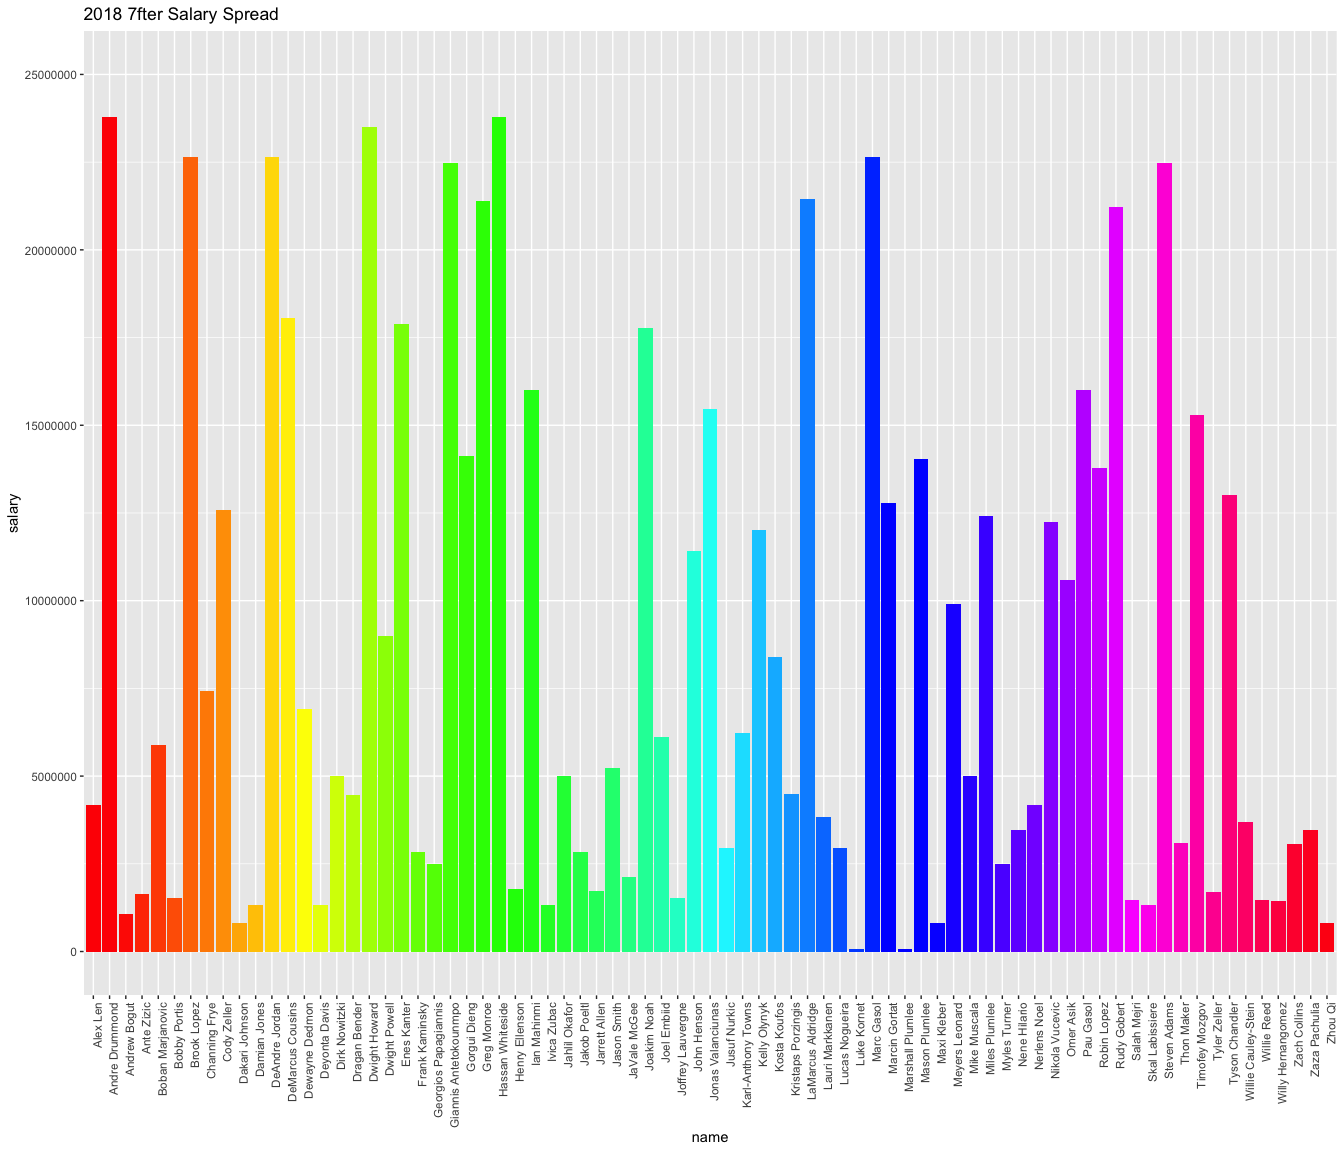 2018 7fter Salary Spread
25000000
20000000
15000000
10000000
5000000
0
salary
Alex Len
Andre Drummond
Andrew Bogut
Ante Zizic
Boban Marjanovic
Bobby Portis
Brook Lopez
Channing Frye
Cody Zeller
Dakari Johnson
Damian Jones
DeAndre Jordan
DeMarcus Cousins
Dewayne Dedmon
Deyonta Davis
Dirk Nowitzki
Dragan Bender
Dwight Howard
Dwight Powell
Enes Kanter
Frank Kaminsky
Georgios Papagiannis
Giannis Antetokounmpo
Gorgui Dieng
Greg Monroe
Hassan Whiteside
Henry Ellenson
Ian Mahinmi
Ivica Zubac
Jahlil Okafor
Jakob Poeltl
Jarrett Allen
Jason Smith
JaVale McGee
Joakim Noah
Joel Embiid
Joffrey Lauvergne
John Henson
Jonas Valanciunas
Jusuf Nurkic
Karl-Anthony Towns
Kelly Olynyk
Kosta Koufos
Kristaps Porzingis
LaMarcus Aldridge
Lauri Markkanen
Lucas Nogueira
Luke Kornet
Marc Gasol
Marcin Gortat
Marshall Plumlee
Mason Plumlee
Maxi Kleber
Meyers Leonard
Mike Muscala
Miles Plumlee
Myles Turner
Nene Hilario
Nerlens Noel
Nikola Vucevic
Omer Asik
Pau Gasol
Robin Lopez
Rudy Gobert
Salah Mejri
Skal Labissiere
Steven Adams
Thon Maker
Timofey Mozgov
Tyler Zeller
Tyson Chandler
Willie Cauley-Stein
Willie Reed
Willy Hernangomez
Zach Collins
Zaza Pachulia
Zhou Qi
name